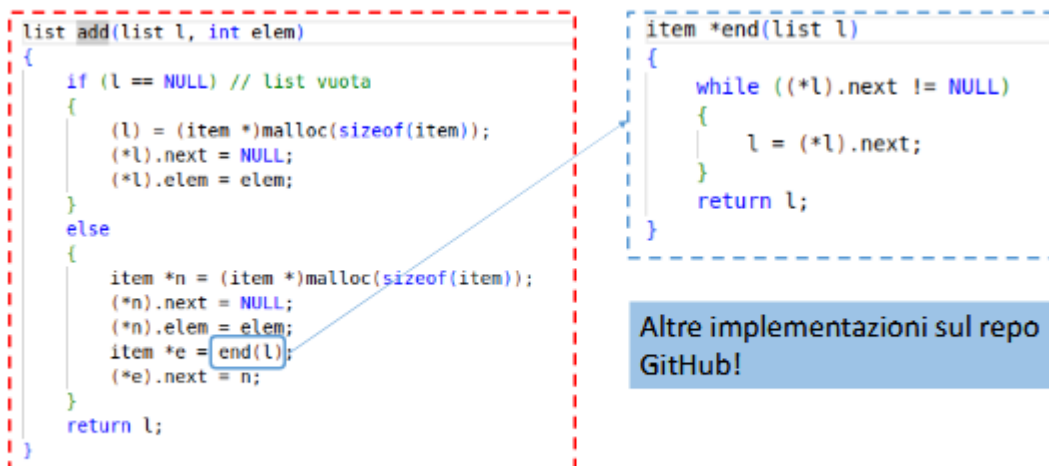 list add(list l, int elem)
{
    if (l == NULL) // list vuota
    {
        (l) = (item *)malloc(sizeof(item));
        (*l).next = NULL;
        (*l).elem = elem;
    }
    else
    {
        item *n = (item *)malloc(sizeof(item));
        (*n).next = NULL;
        (*n).elem = elem;
        item *e = end(l);
        (*e).next = n;
    }
    return l;
}
item *end(list l)
{
    while ((*l).next != NULL)
    {
        l = (*l).next;
    }
    return l;
}
Altre implementazioni sul repo
GitHub!